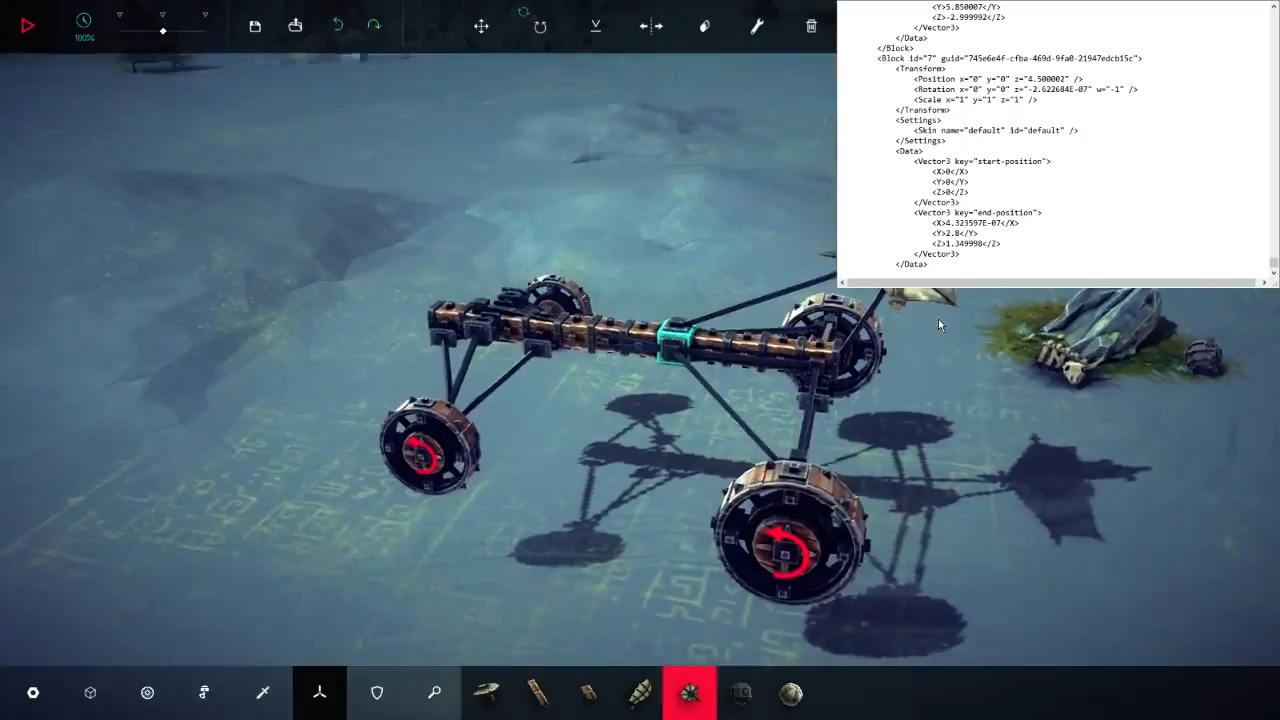 100%
<Y>5.850007</Y>
<Z>-2.999992</Z>
</Vector3>
</Data>
</Block>
<Block id="7" guid="745e6e4f-cfba-469d-9fa0-21947edcb15c">
<Transform>
<Position x="0" y="0" z="4.500002" />
<Rotation x="0" y="0" z="-2.622684E-07" w="-1" />
<Scale x="1" y="1" z="1" />
</Transform>
<Settings>
<Skin name="default" id="default" />
</Settings>
<Data>
<Vector3 key="start-position">
<X>0</X>
<Y>0</Y>
<Z>0</Z>
</Vector3>
<Vector3 key="end-position">
<X>4.323597E-07</X>
<Y>2.8</Y>
<Z>1.349998</Z>
</Vector3>
</Data>